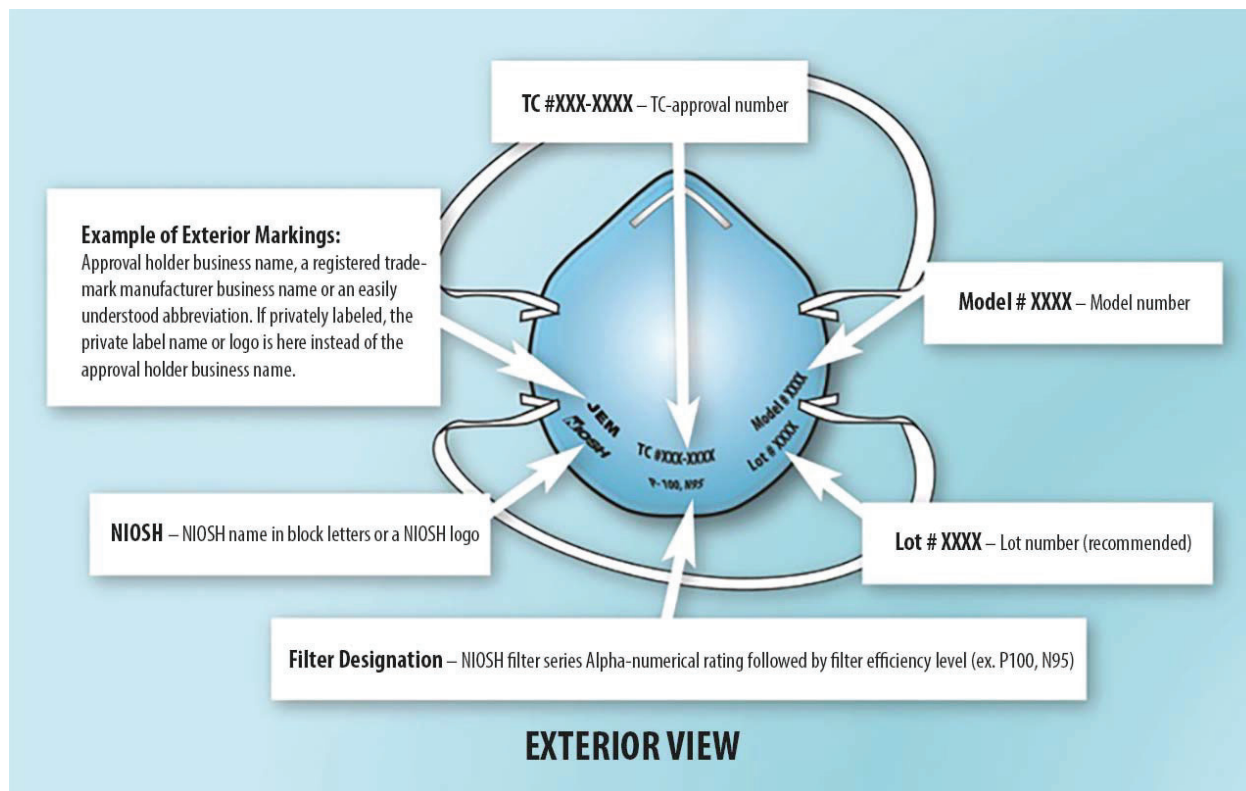 TC #XXX-XXXX – TC-approval number
Example of Exterior Markings:
Approval holder business name, a registered trade-
mark manufacturer business name or an easily
understood abbreviation. If privately labeled, the
private label name or logo is here instead of the
approval holder business name.
Model # XXXX – Model number
JEM
NIOSH
TC #XXX-XXXX
P-100, N95
Model # XXXX
Lot # XXXX
NIOSH – NIOSH name in block letters or a NIOSH logo
Lot # XXXX – Lot number (recommended)
Filter Designation – NIOSH filter series Alpha-numerical rating followed by filter efficiency level (ex. P100, N95)
EXTERIOR VIEW